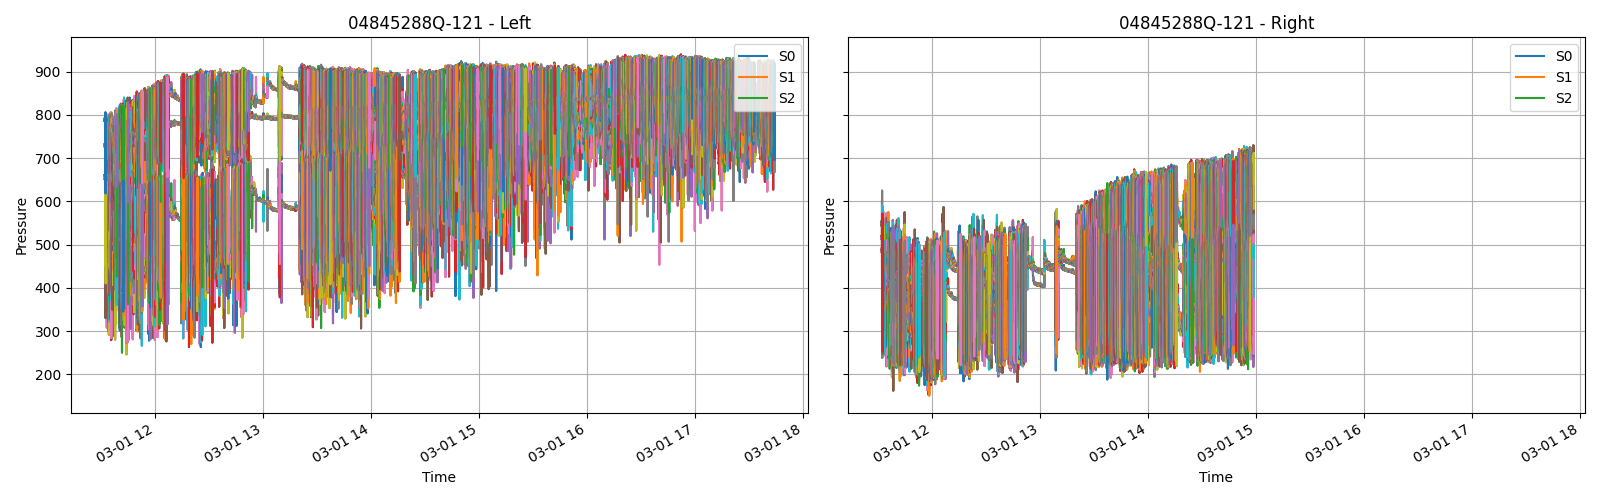 04845288Q-121 - Left
Pressure
900
800
700
600
500
400
300
200
S0
S1
S2
03-01 12
03-01 13
03-01 14
03-01 15
03-01 16
03-01 17
03-01 18
Time
04845288Q-121 - Right
Pressure
S0
S1
S2
03-01 12
03-01 13
03-01 14
03-01 15
03-01 16
03-01 17
03-01 18
Time